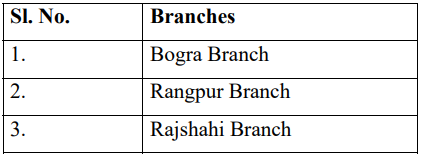 Sl. No. Branches
1. Bogra Branch
2. Rangpur Branch
3. Rajshahi Branch